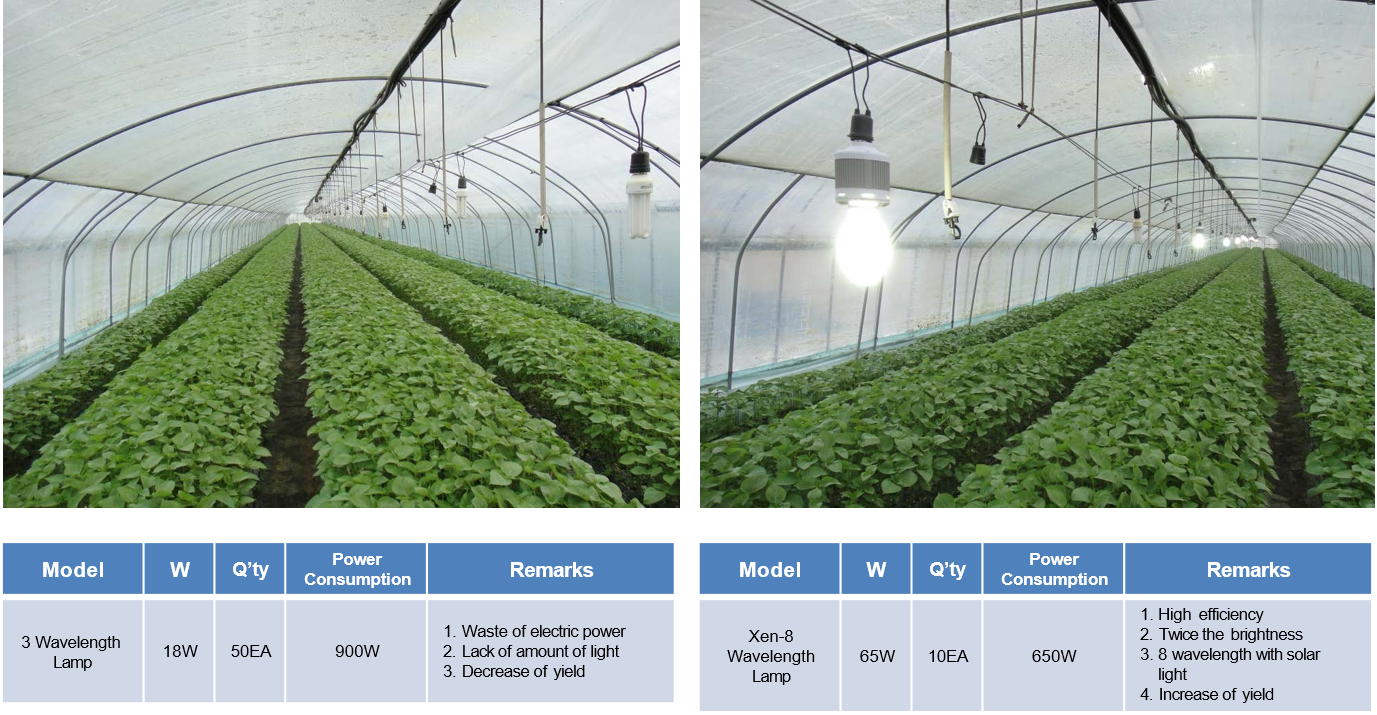 Model W Q'ty Power Consumption Remarks
3 Wavelength Lamp 18W 50EA 900W
1. Waste of electric power
2. Lack of amount of light
3. Decrease of yield
Model W Q'ty Power Consumption Remarks
Xen-8 Wavelength Lamp 65W 10EA 650W
1. High efficiency
2. Twice the brightness
3. 8 wavelength with solar
light
4. Increase of yield